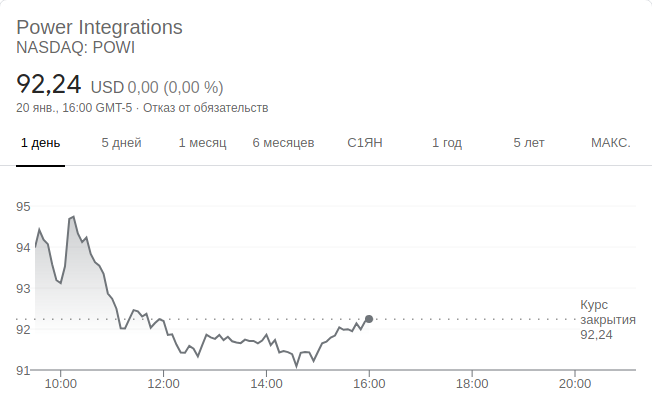 Power Integrations
NASDAQ: POWI
92,24 USD 0,00 (0,00 %)
20 янв., 16:00 GMT-5 · Отказ от обязательств
1 день 5 дней 1 месяц 6 месяцев С1ЯН 1 год 5 лет МАКС.
95
94
93
92
91
Курс
закрытия
92,24
10:00 12:00 14:00 16:00 18:00 20:00